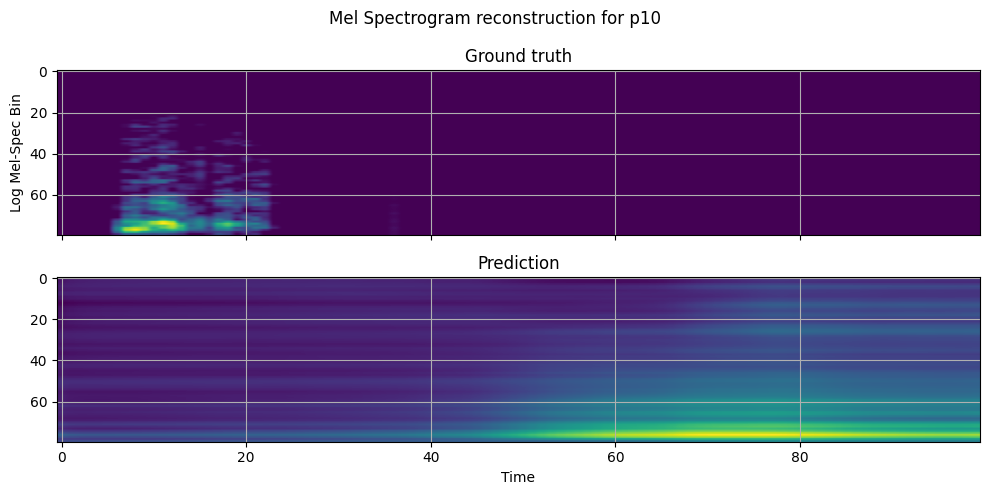 Mel Spectrogram reconstruction for p10
Ground truth
Log Mel-Spec Bin
0
20
40
60
Prediction
0
20
40
60
0 20 40 60 80
Time